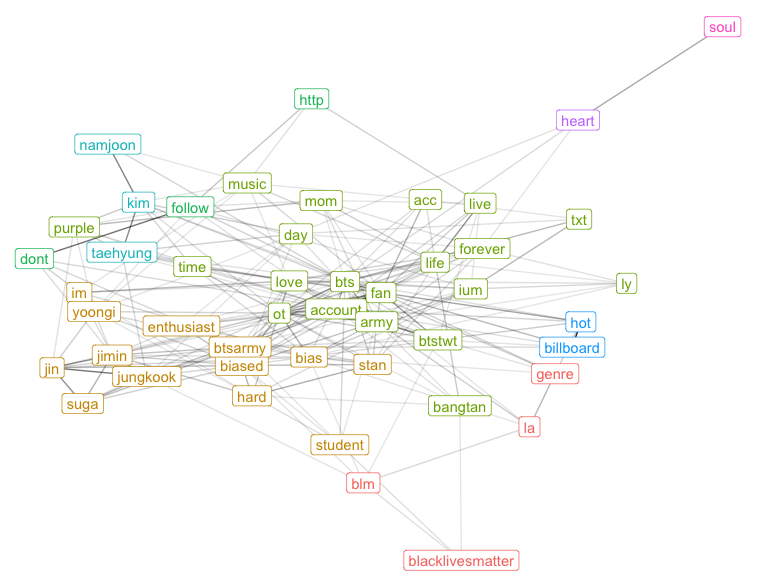 soul
http
heart
namjoon
music
kim
follow
mom
acc
live
txt
purple
day
taehyung
dont
time
forever
life
love
bts
ly
im
fan
ium
yoongi
ot
account
army
hot
enthusiast
btstwt
btsarmy
billboard
jimin
bias
jin
biased
stan
jungkook
genre
suga
hard
bangtan
la
student
blm
blacklivesmatter